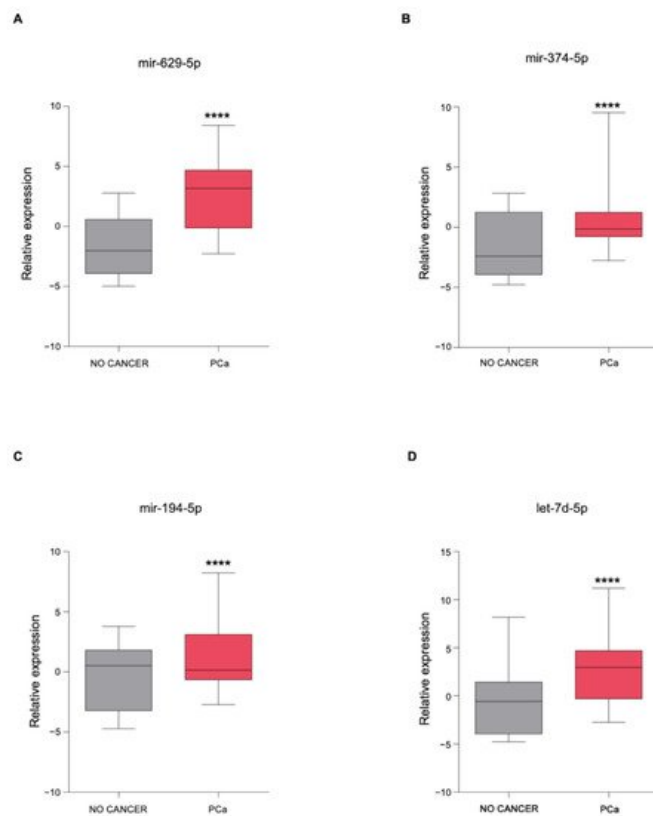 A
mir-629-5p
Relative expression
10
5
0
−5
−10
****
NO CANCER
PCa
B
mir-374-5p
Relative expression
10
5
0
−5
−10
****
NO CANCER
PCa
C
mir-194-5p
Relative expression
10
5
0
−5
−10
****
NO CANCER
PCa
D
let-7d-5p
Relative expression
15
10
5
0
−5
−10
****
NO CANCER
PCa